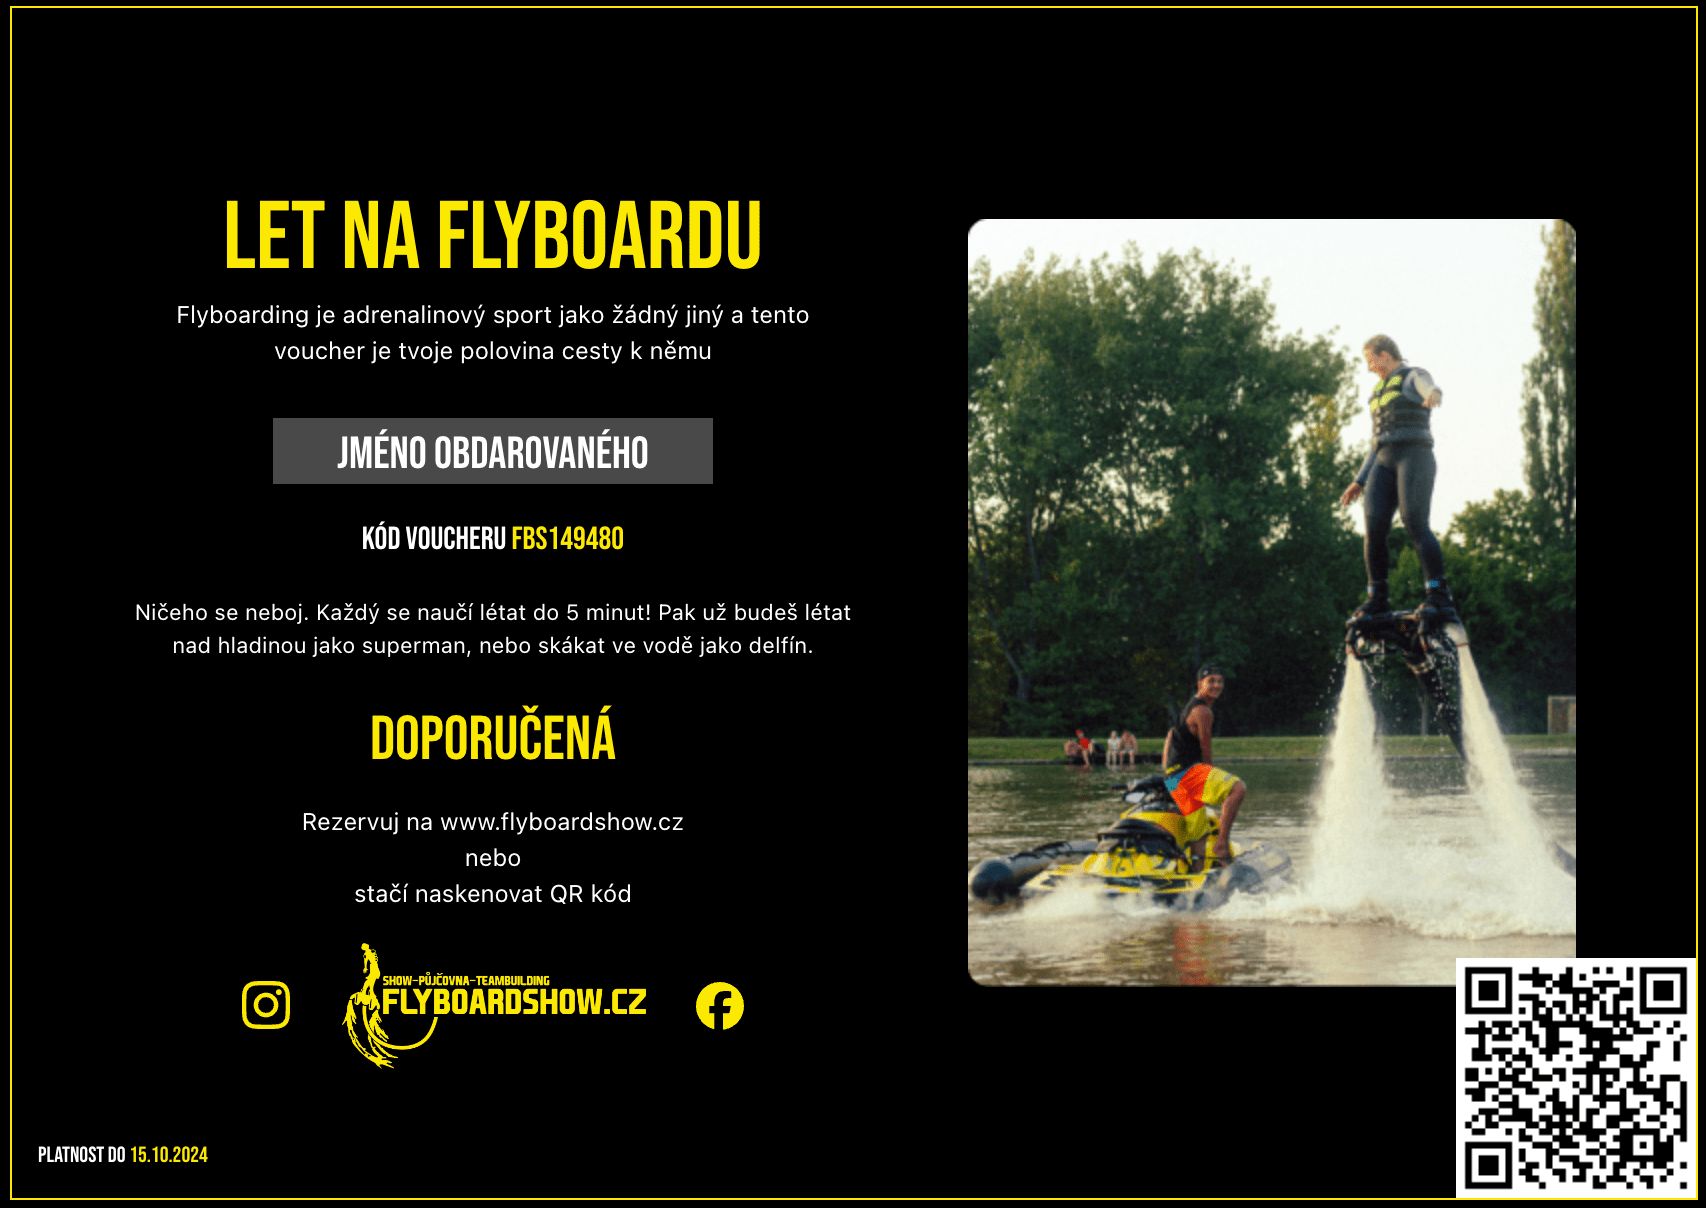 LET NA FLYBOARDU
Flyboarding je adrenalinový sport jako žádný jiný a tento
voucher je tvoje polovina cesty k němu
JMÉNO OBDAROVANÉHO
KÓD VOUCHERU FBS149480
Ničeho se neboj. Každý se naučí létat do 5 minut! Pak už budeš létat
nad hladinou jako superman, nebo skákat ve vodě jako delfín.
DOPORUČENÁ
Rezervuj na www.flyboardshow.cz
nebo
stačí naskenovat QR kód
SHOW-PŮJČOVNA-TEAMBUILDING
FLYBOARDSHOW.CZ
PLATNOST DO 15.10.2024